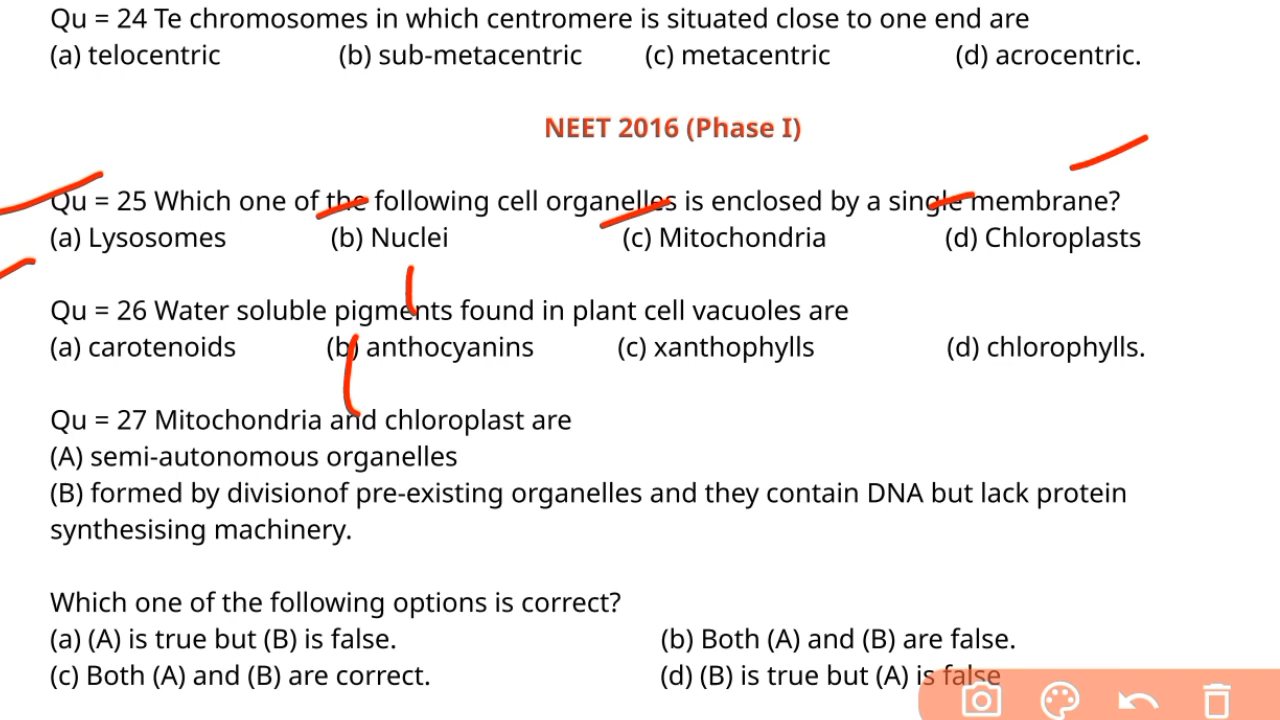 Qu = 24 Te chromosomes in which centromere is situated close to one end are
(a) telocentric (b) sub-metacentric (c) metacentric (d) acrocentric.
NEET 2016 (Phase I)
Qu = 25 Which one of the following cell organelles is enclosed by a single membrane?
(a) Lysosomes (b) Nuclei (c) Mitochondria (d) Chloroplasts
Qu = 26 Water soluble pigments found in plant cell vacuoles are
(a) carotenoids (b) anthocyanins (c) xanthophylls (d) chlorophylls.
Qu = 27 Mitochondria and chloroplast are
(A) semi-autonomous organelles
(B) formed by divisionof pre-existing organelles and they contain DNA but lack protein
synthesising machinery.
Which one of the following options is correct?
(a) (A) is true but (B) is false. (b) Both (A) and (B) are false.
(c) Both (A) and (B) are correct. (d) (B) is true but (A) is false